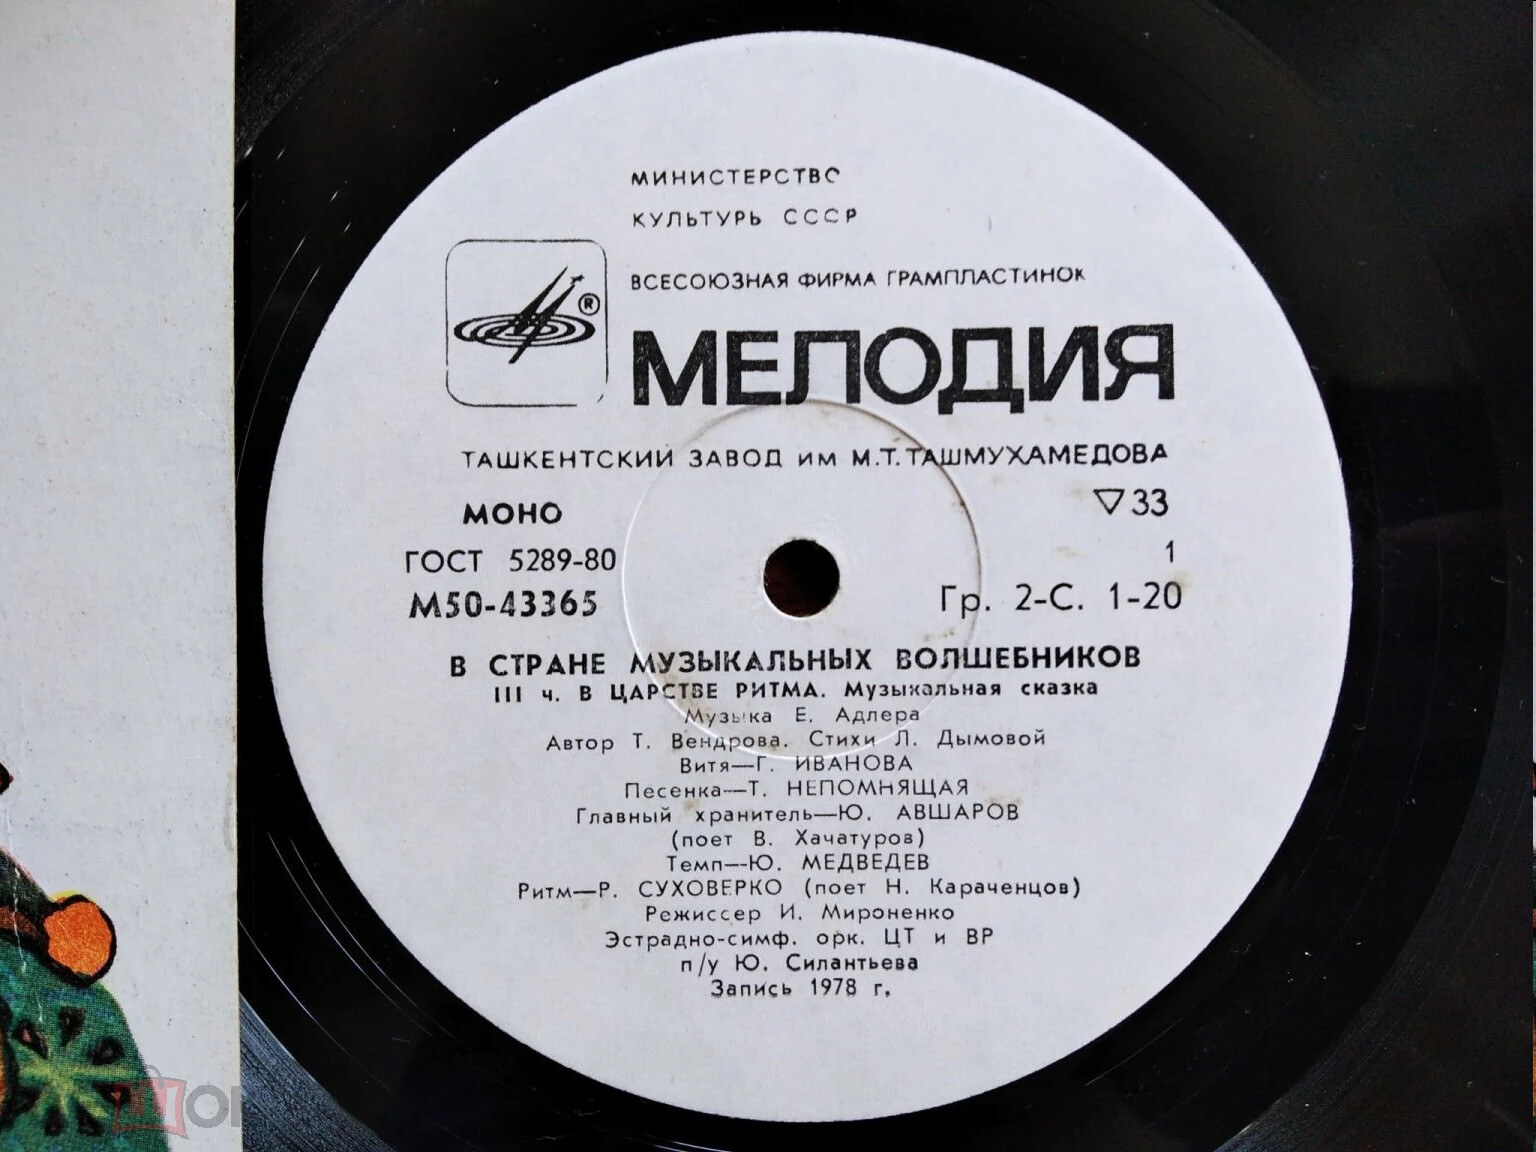 МИНИСТЕРСТВО
КУЛЬТУРЬ СССР
ВСЕСОЮЗНАЯ ФИРМА ГРАМПЛАСТИНОК
®
МЕЛОДИЯ
ТАШКЕНТСКИЙ ЗАВОД ИМ М.Т.ТАШМУХАМЕДОВА
МОНО
▽33
ГОСТ 5289-80
1
М50-43365
Гр. 2-С. 1-20
В СТРАНЕ МУЗЫКАЛЬНЫХ ВОЛШЕБНИКОВ
III ч. В ЦАРСТВЕ РИТМА. Музыкальная сказка
Музыка Е. Адлера
Автор Т. Вендрова. Стихи Л. Дымовой
Витя—Г. ИВАНОВА
Песенка—Т. НЕПОМНЯЩАЯ
Главный хранитель—Ю. АВШАРОВ
(поет В. Хачатуров)
Темп—Ю. МЕДВЕДЕВ
Ритм—Р. СУХОВЕРКО (поет Н. Караченцов)
Режиссер И. Мироненко
Эстрадно-симф. орк. ЦТ и ВР
п/у Ю. Силантьева
Запись 1978 г.